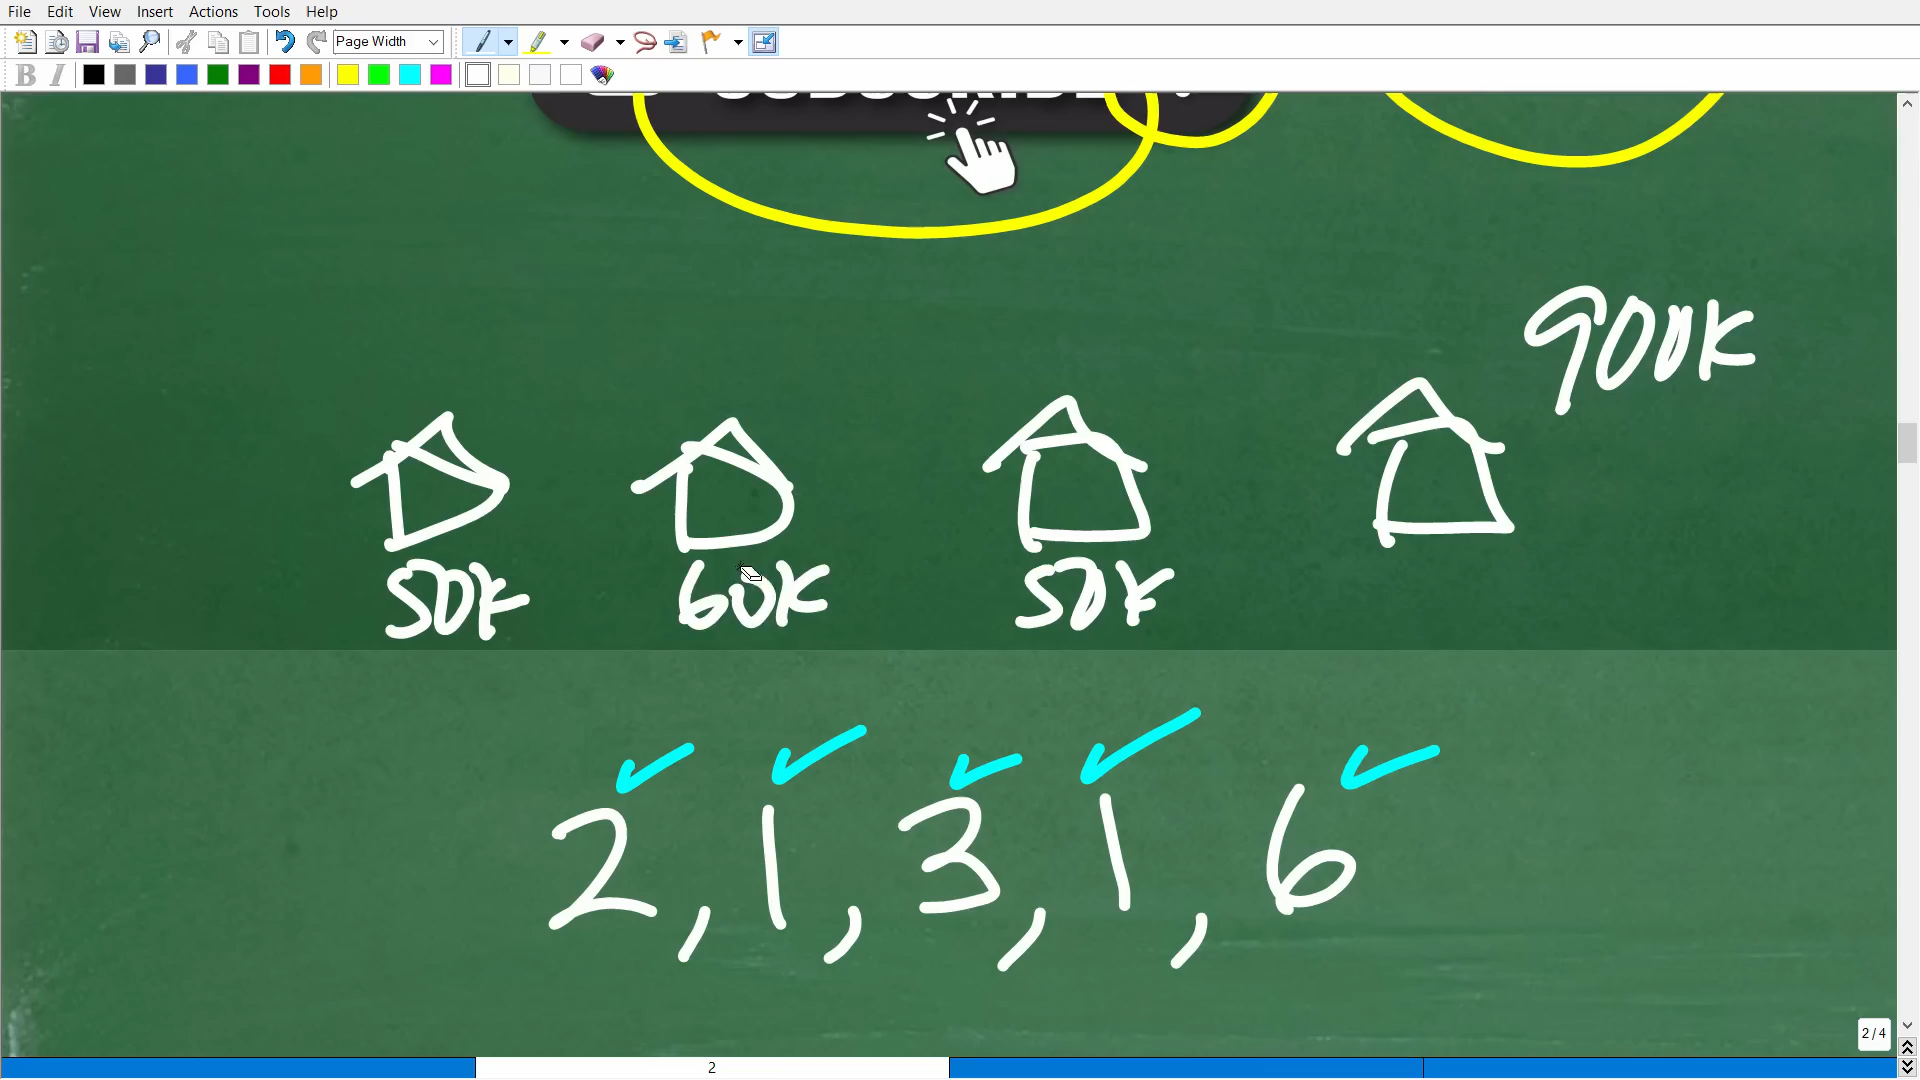 File Edit View Insert Actions Tools Help
Page Width
B I
900K
50K 60K 50K
2, 1, 3, 1, 6
2 / 4
2